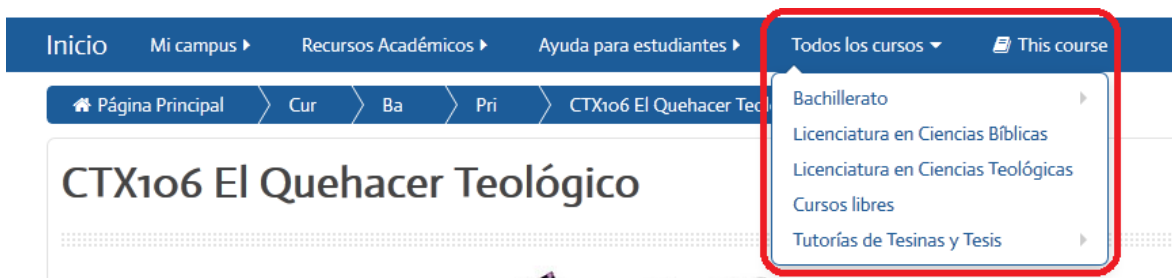 Inicio Mi campus Recursos Académicos Ayuda para estudiantes Todos los cursos This course
Página Principal Cur Ba Pri CTX106 El Quehacer
Bachillerato
Licenciatura en Ciencias Bíblicas
Licenciatura en Ciencias Teológicas
Cursos libres
Tutorías de Tesinas y Tesis
CTX106 El Quehacer Teológico